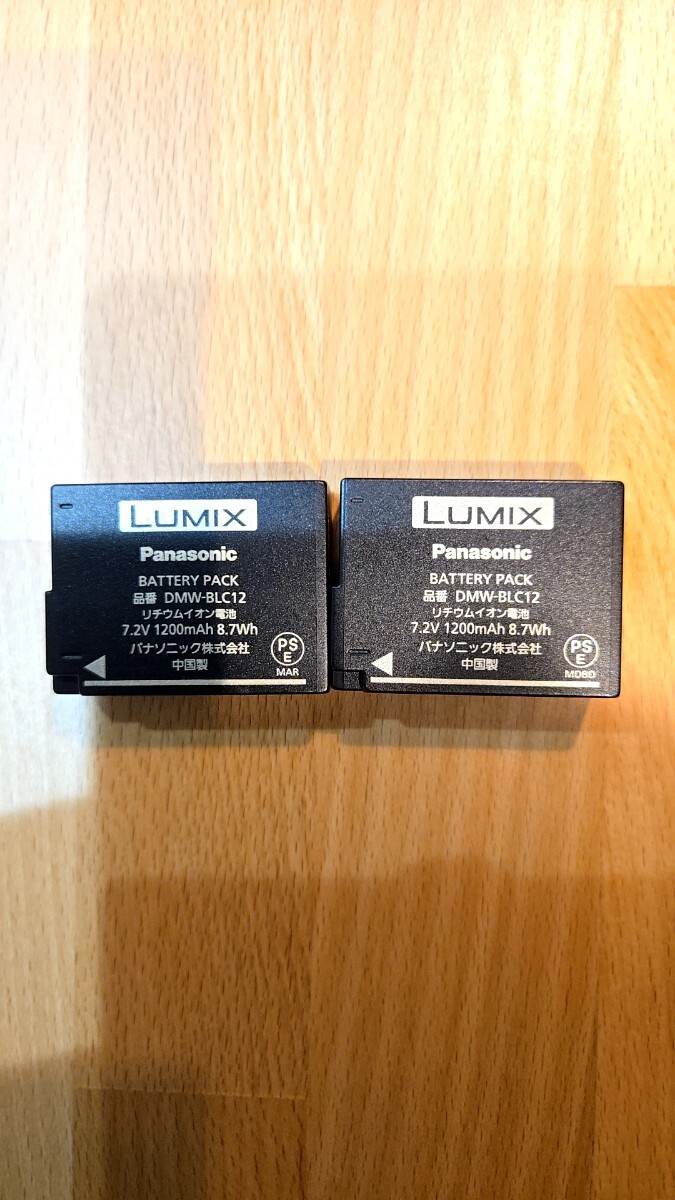 LUMIX
Panasonic
BATTERY PACK
品番 DMW-BLC12
リチウムイオン電池
7.2V 1200mAh 8.7Wh
パナソニック株式会社
中国製
PS
E
MAR
LUMIX
Panasonic
BATTERY PACK
品番 DMW-BLC12
リチウムイオン電池
7.2V 1200mAh 8.7Wh
パナソニック株式会社
中国製
PS
E
MDBD